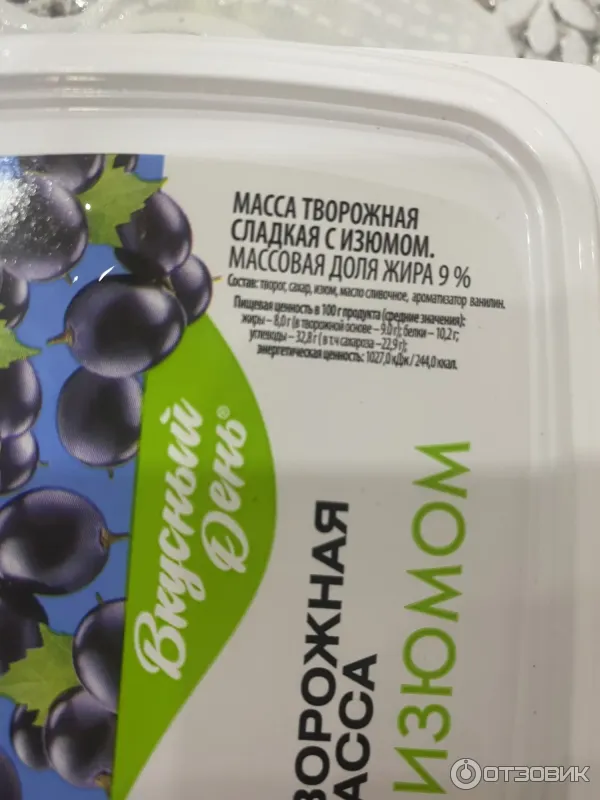 МАССА ТВОРОЖНАЯ
СЛАДКАЯ С ИЗЮМОМ.
МАССОВАЯ ДОЛЯ ЖИРА 9 %
Состав: творог, сахар, изюм, масло сливочное, ароматизатор ванилин.
Пищевая ценность в 100 г продукта (средние значения):
жиры – 8,0 г (в творожной основе – 9,0 г); белки – 10,2 г;
углеводы – 32,8 г (в т.ч сахароза – 22,9 г);
энергетическая ценность: 1027,0 кДж / 244,0 ккал.
Вкусный
День®
ВОРОЖНАЯ
АССА
ИЗЮМОМ
ОТЗОВИК